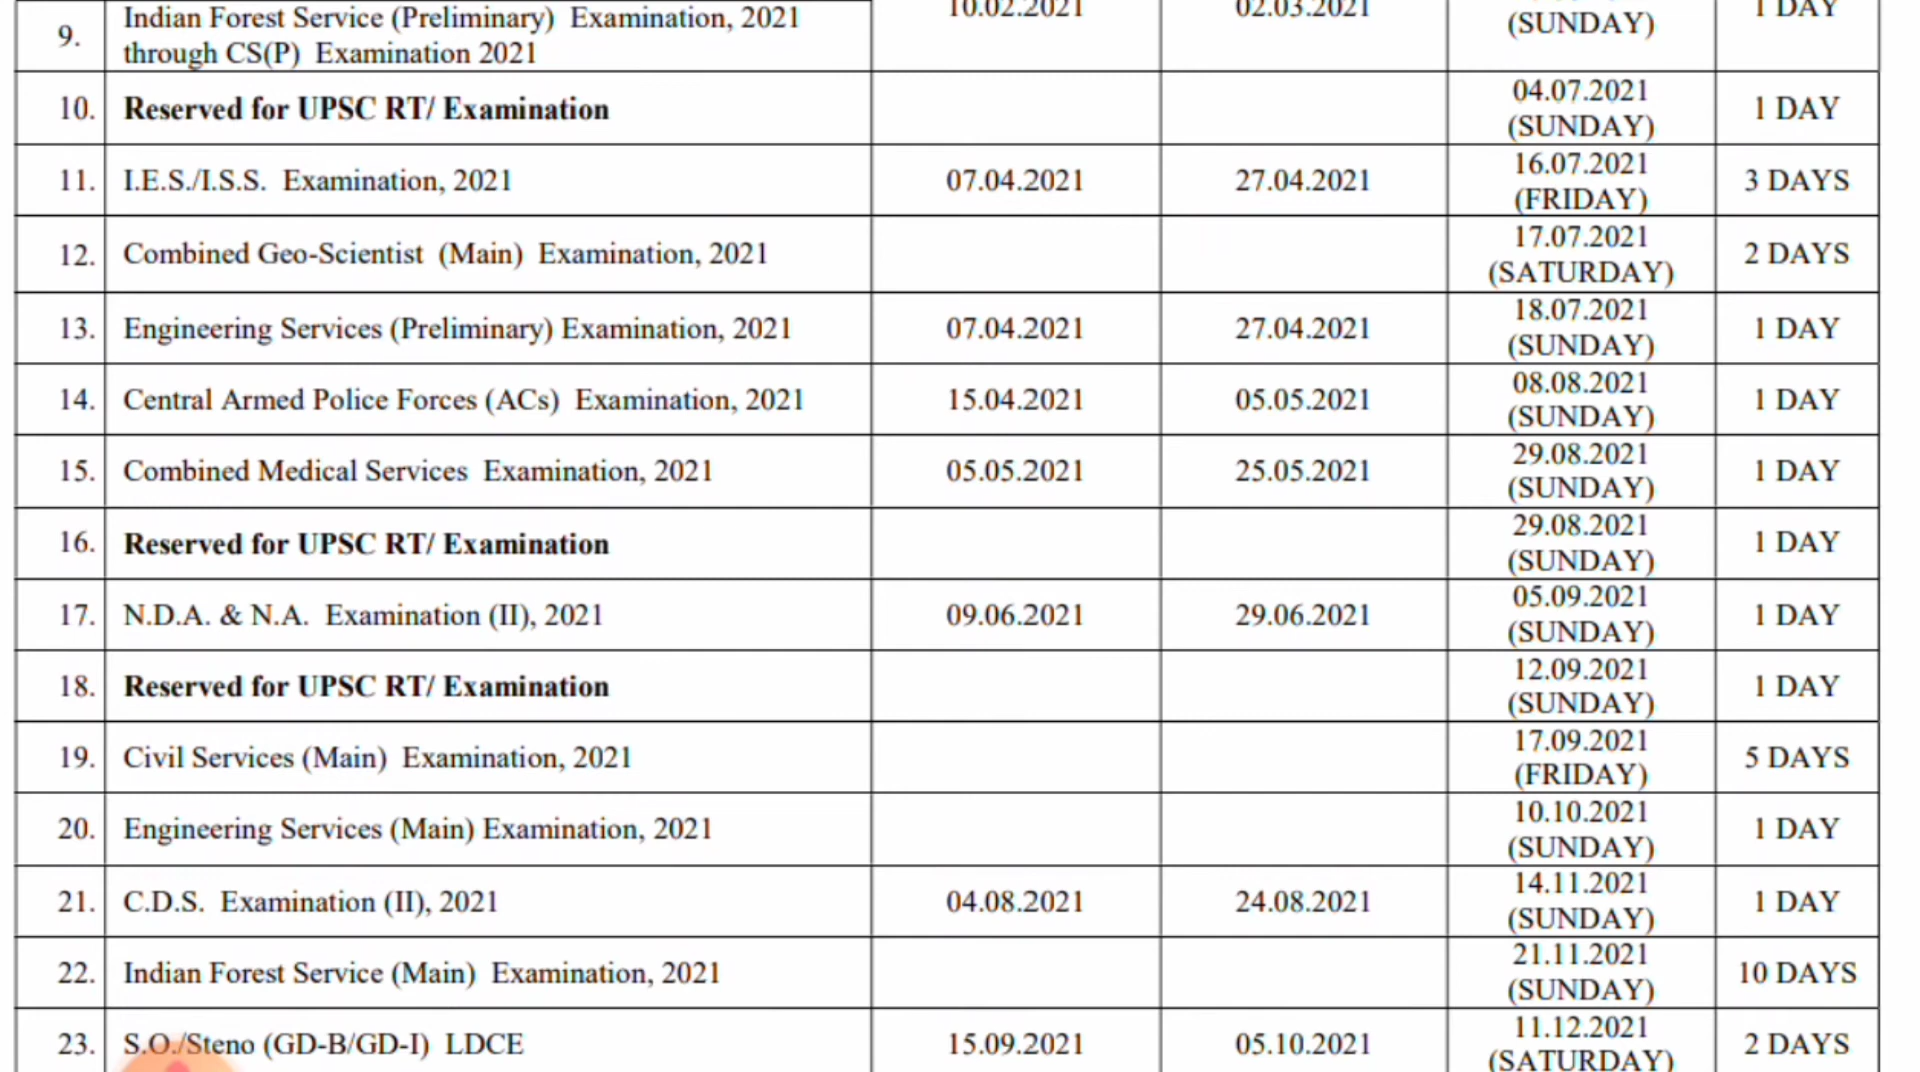 9. Indian Forest Service (Preliminary) Examination, 2021 through CS(P) Examination 2021 10.02.2021 02.03.2021 (SUNDAY) 1 DAY
10. Reserved for UPSC RT/ Examination 04.07.2021 (SUNDAY) 1 DAY
11. I.E.S./I.S.S. Examination, 2021 07.04.2021 27.04.2021 16.07.2021 (FRIDAY) 3 DAYS
12. Combined Geo-Scientist (Main) Examination, 2021 17.07.2021 (SATURDAY) 2 DAYS
13. Engineering Services (Preliminary) Examination, 2021 07.04.2021 27.04.2021 18.07.2021 (SUNDAY) 1 DAY
14. Central Armed Police Forces (ACs) Examination, 2021 15.04.2021 05.05.2021 08.08.2021 (SUNDAY) 1 DAY
15. Combined Medical Services Examination, 2021 05.05.2021 25.05.2021 29.08.2021 (SUNDAY) 1 DAY
16. Reserved for UPSC RT/ Examination 29.08.2021 (SUNDAY) 1 DAY
17. N.D.A. & N.A. Examination (II), 2021 09.06.2021 29.06.2021 05.09.2021 (SUNDAY) 1 DAY
18. Reserved for UPSC RT/ Examination 12.09.2021 (SUNDAY) 1 DAY
19. Civil Services (Main) Examination, 2021 17.09.2021 (FRIDAY) 5 DAYS
20. Engineering Services (Main) Examination, 2021 10.10.2021 (SUNDAY) 1 DAY
21. C.D.S. Examination (II), 2021 04.08.2021 24.08.2021 14.11.2021 (SUNDAY) 1 DAY
22. Indian Forest Service (Main) Examination, 2021 21.11.2021 (SUNDAY) 10 DAYS
23. S.O./Steno (GD-B/GD-I) LDCE 15.09.2021 05.10.2021 11.12.2021 (SATURDAY) 2 DAYS